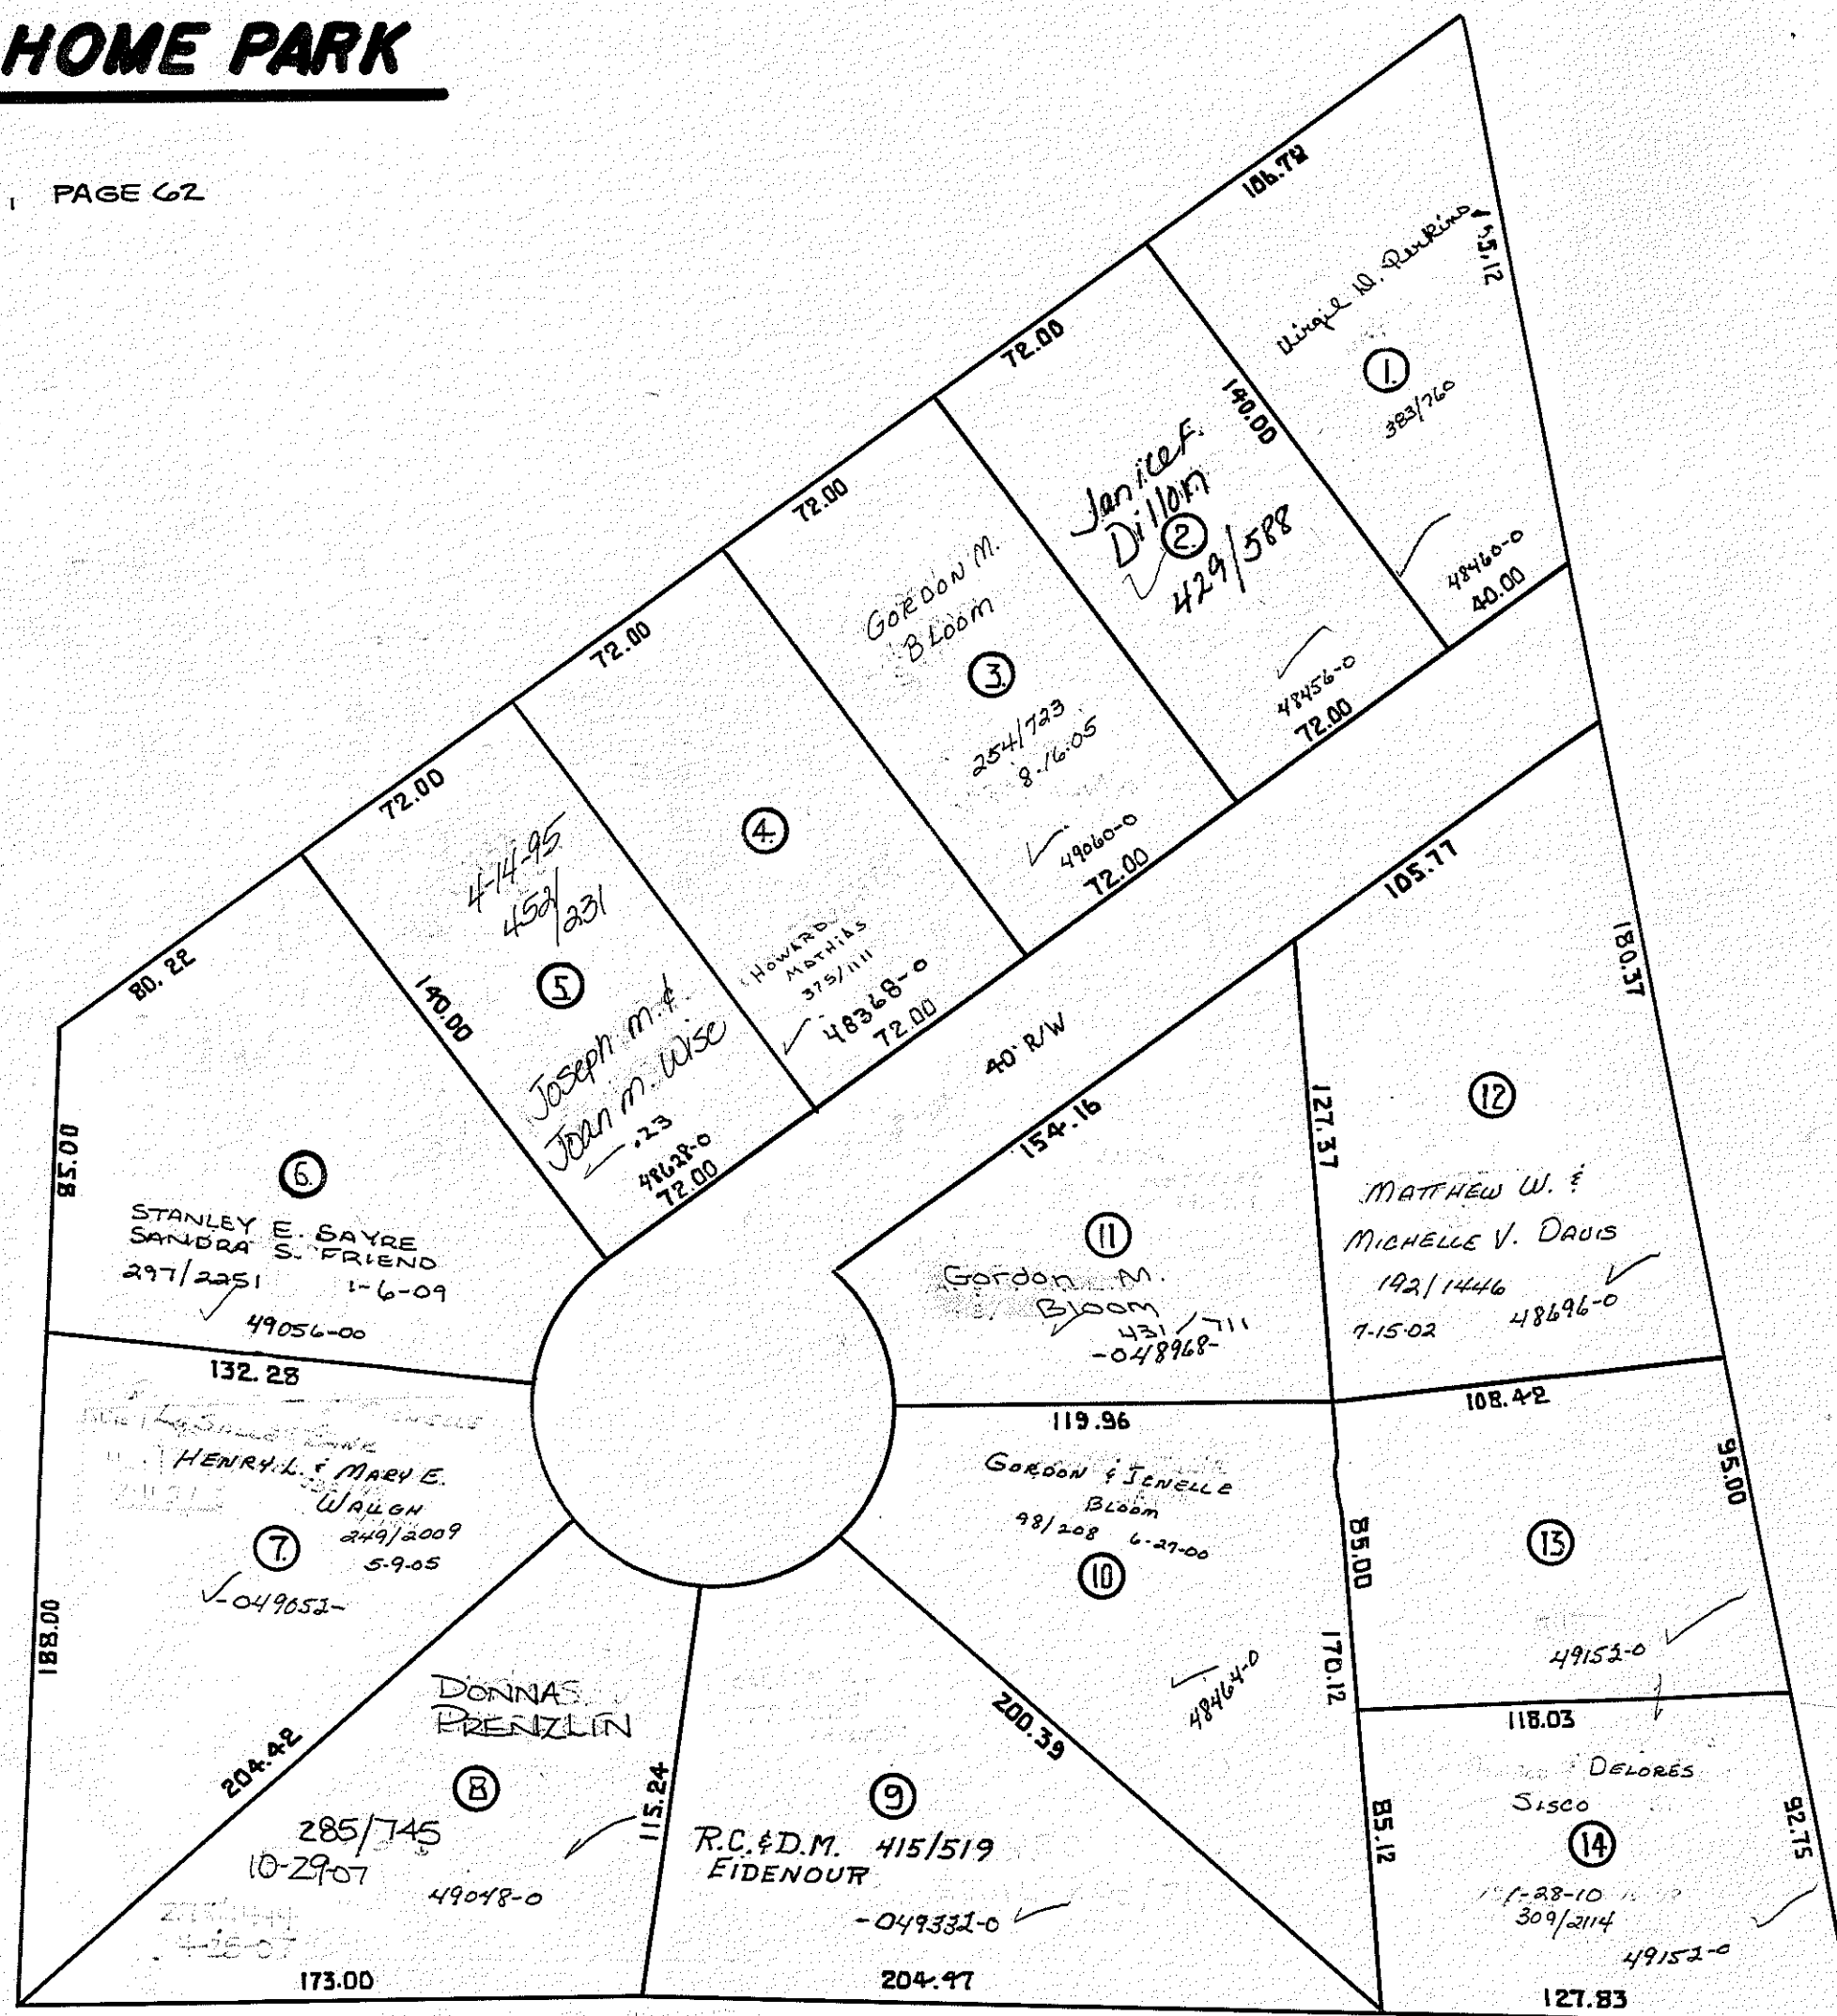 HOME PARK
PAGE 62
106.78
Virgil W. Perkins
1.
383/760
48460-0
40.00
72.00
140.00
Janice F.
Dillon
2.
429/588
48456-0
72.00
72.00
GORDON M.
BLOOM
3.
254/723
8-16-05
49060-0
72.00
72.00
4.
HOWARD
MATHIAS
375/1111
48368-0
72.00
72.00
4-14-95
452/231
5.
Joseph M. &
Joan M. Wise
.23
48628-0
72.00
140.00
80.22
85.00
6.
STANLEY E. SAYRE
SANDRA S. FRIEND
297/2251 1-6-09
49056-00
132.28
HENRY L. & MARY E.
WAUGH
249/2009
7.
5-9-05
-049052-
188.00
204.42
DONNA S.
PRENZLIN
8
285/745
10-29-07
49048-0
173.00
115.24
9
R.C. & D.M. 415/519
EIDENOUR
-049332-0
204.97
200.39
119.96
GORDON & JENELLE
BLOOM
98/208 6-27-00
10
48464-0
85.00
170.12
85.12
40' R/W
154.16
11
Gordon M.
Bloom
431/711
-048968-
127.37
105.77
180.37
12
MATTHEW W. &
MICHELLE V. DAVIS
192/1446
7-15-02
48696-0
108.42
95.00
13
49152-0
118.03
DELORES
SISCO
14
1-28-10
309/2114
49152-0
92.75
127.83